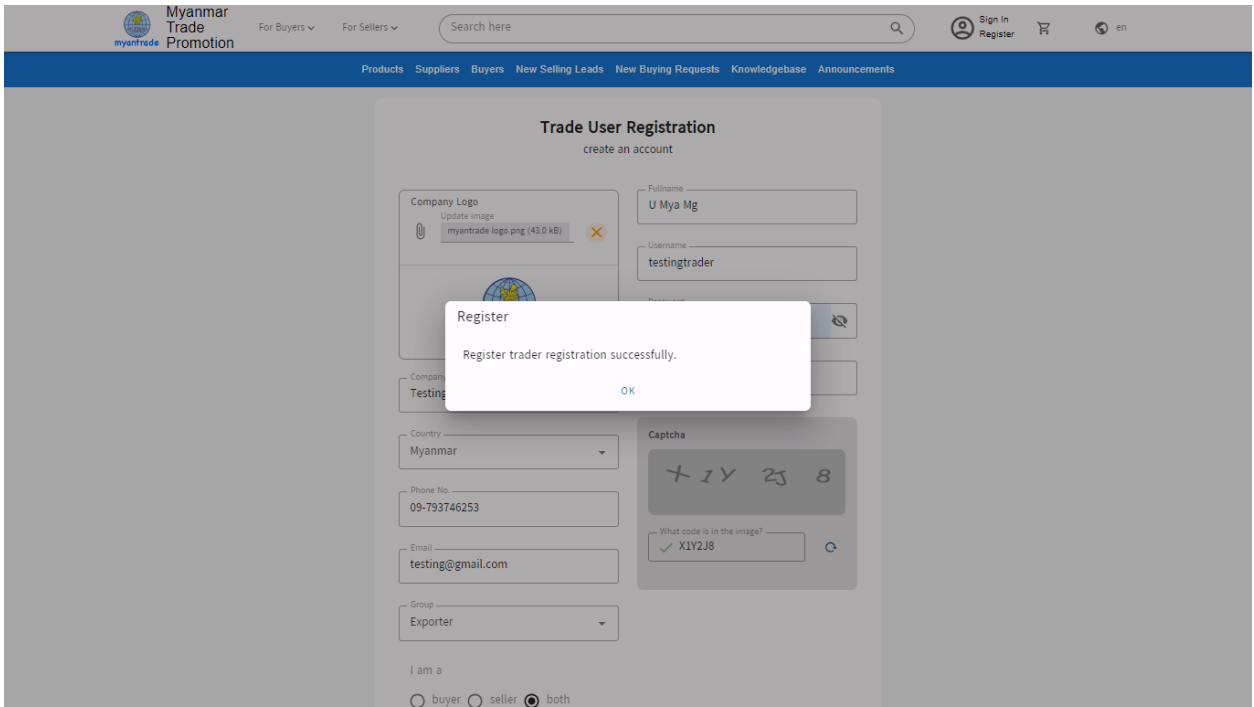 Myanmar
Trade
Promotion
myantrade
For Buyers
For Sellers
Search here
Sign In
Register
en
Products Suppliers Buyers New Selling Leads New Buying Requests Knowledgebase Announcements
Trade User Registration
create an account
Company Logo
Update image
myantrade logo.png (43.0 kB)
Fullname
U Mya Mg
Username
testingtrader
Register
Register trader registration successfully.
OK
Company
Testing
Country
Myanmar
Phone No.
09-793746253
Email
testing@gmail.com
Group
Exporter
I am a
buyer seller both
Captcha
X 1Y 2J 8
What code is in the image?
X1Y2J8